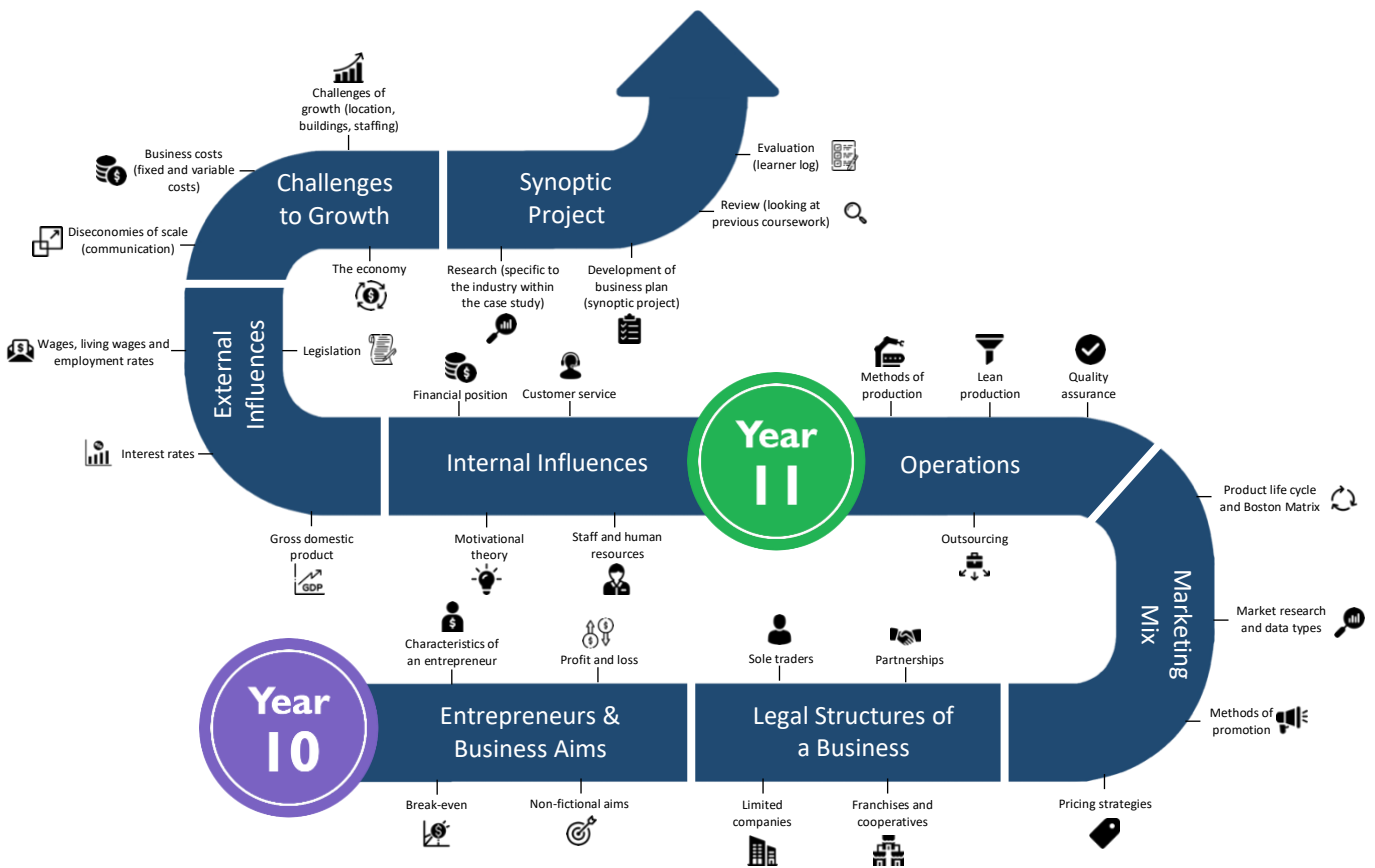 Challenges of
growth (location,
buildings, staffing)
Business costs
(fixed and variable
costs)
Diseconomies of scale
(communication)
Challenges
to Growth
The economy
Synoptic
Project
Evaluation
(learner log)
Review (looking at
previous coursework)
Research (specific to
the industry within
the case study)
Development of
business plan
(synoptic project)
External
Influences
Wages, living wages and
employment rates
Legislation
Interest rates
Gross domestic
product
GDP
Financial position
Customer service
Internal Influences
Motivational
theory
Staff and human
resources
Year
11
Methods of
production
Lean
production
Quality
assurance
Operations
Outsourcing
Product life cycle
and Boston Matrix
Marketing
Mix
Market research
and data types
Methods of
promotion
Pricing strategies
Year
10
Characteristics of
an entrepreneur
Profit and loss
Entrepreneurs &
Business Aims
Break-even
Non-fictional aims
Sole traders
Partnerships
Legal Structures of
a Business
Limited
companies
Franchises and
cooperatives